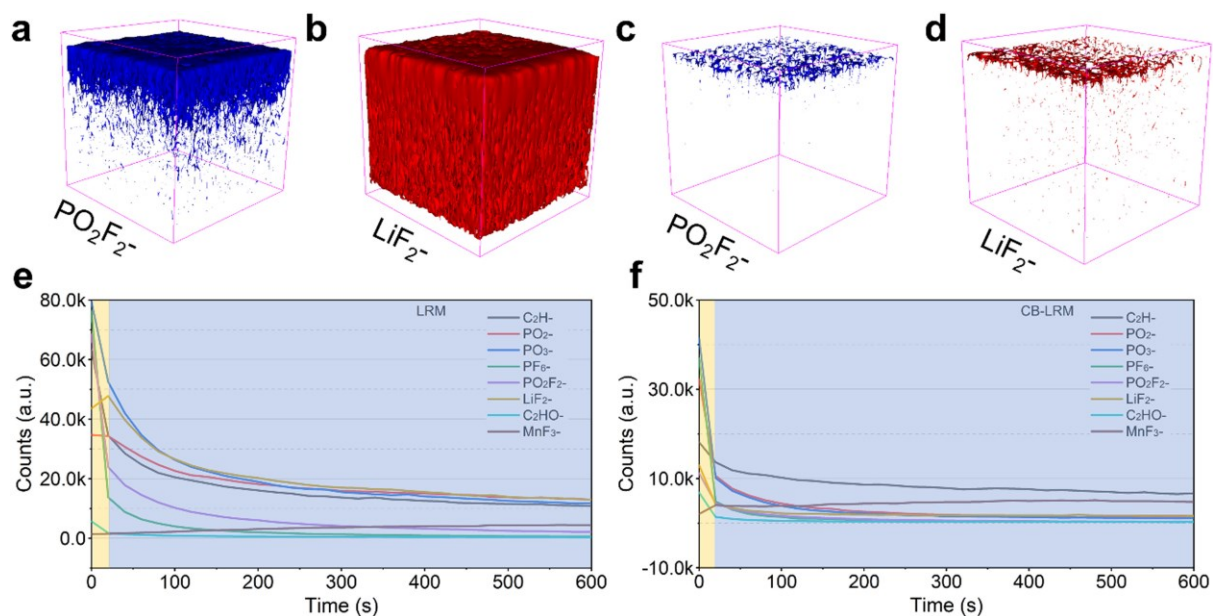 a
b
c
d
PO₂F₂⁻
LiF₂⁻
PO₂F₂⁻
LiF₂⁻
e
80.0k
60.0k
40.0k
20.0k
0.0
Counts (a.u.)
LRM
C₂H-
PO₂-
PO₃-
PF₆-
PO₂F₂-
LiF₂-
C₂HO-
MnF₃-
0 100 200 300 400 500 600
Time (s)
f
50.0k
30.0k
10.0k
-10.0k
Counts (a.u.)
CB-LRM
C₂H-
PO₂-
PO₃-
PF₆-
PO₂F₂-
LiF₂-
C₂HO-
MnF₃-
0 100 200 300 400 500 600
Time (s)